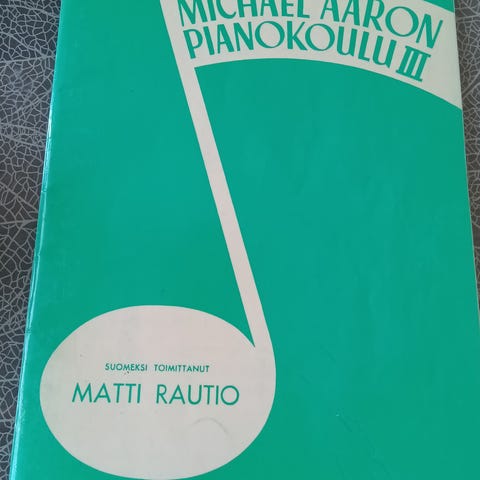 MICHAEL AARON
PIANOKOULU III
SUOMEKSI TOIMITTANUT
MATTI RAUTIO